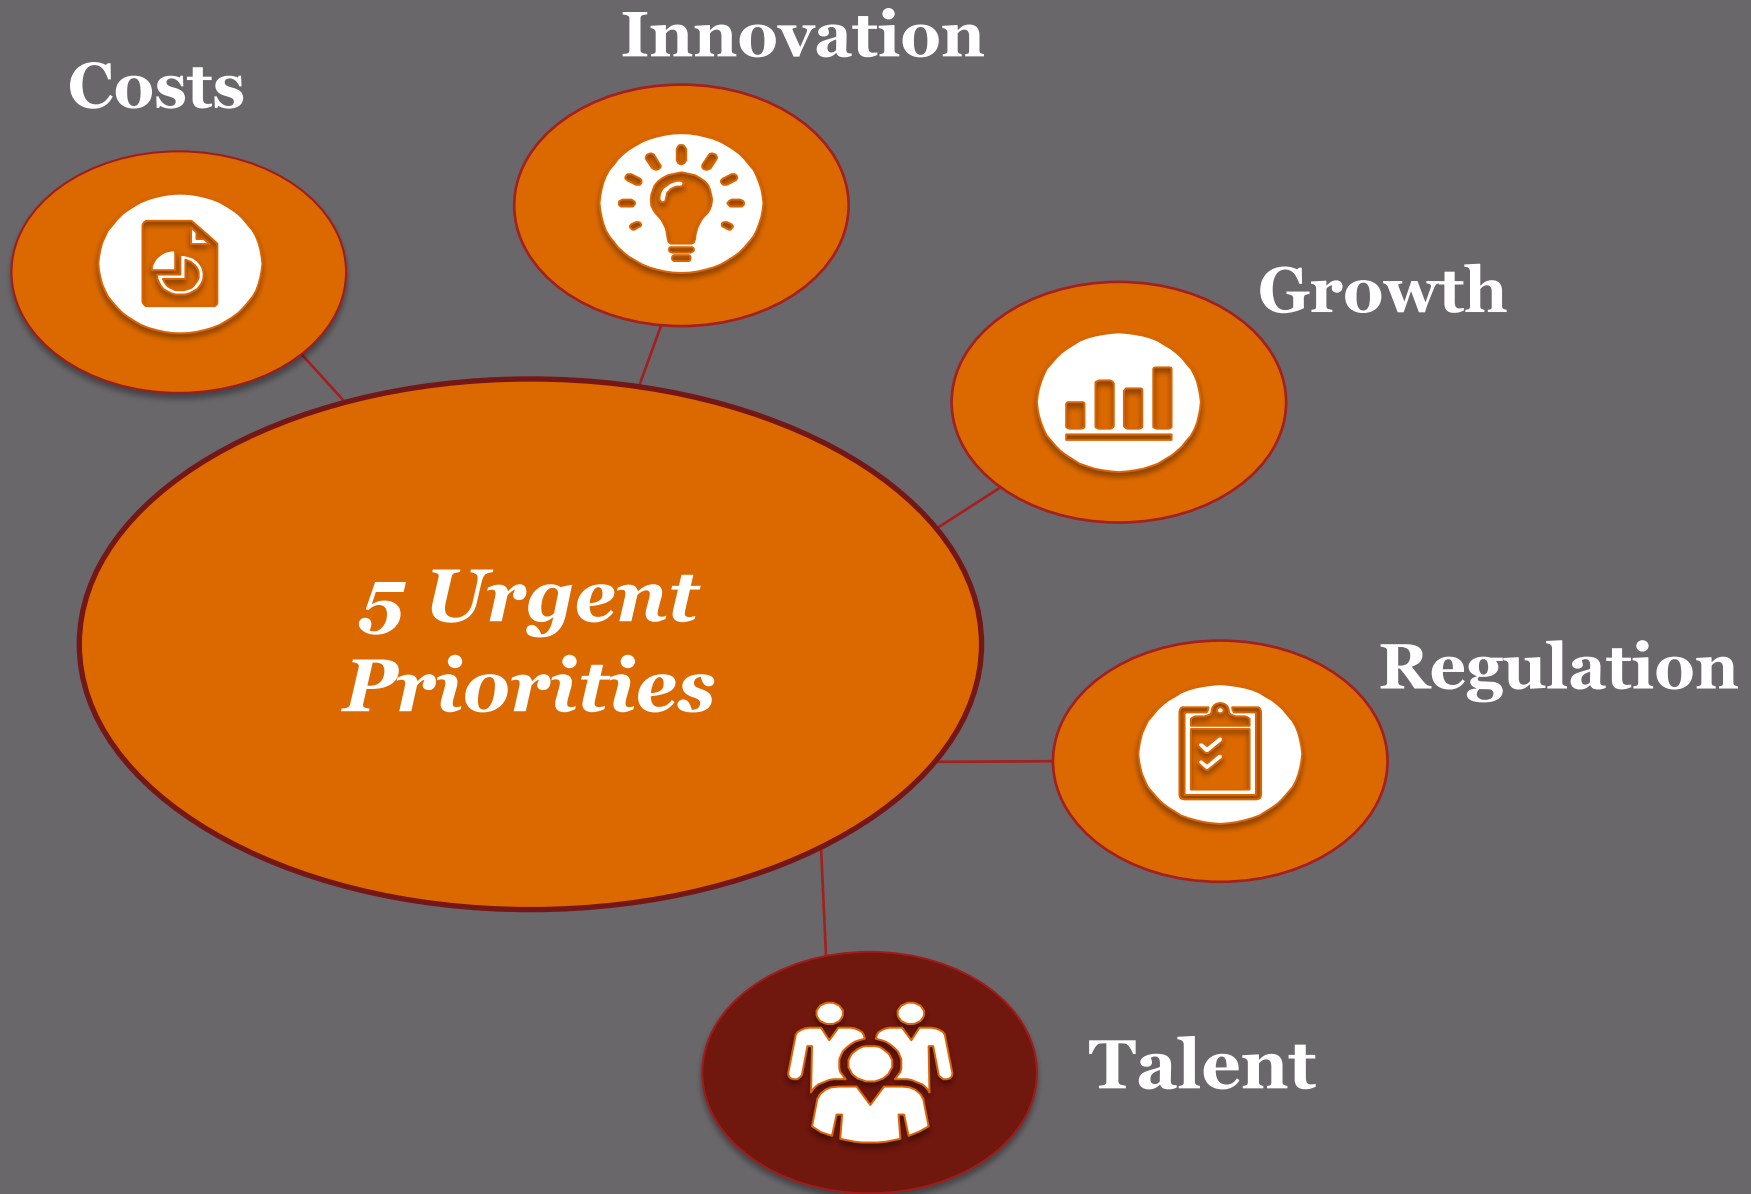 Innovation
Costs
Growth
5 Urgent
Priorities
Regulation
Talent